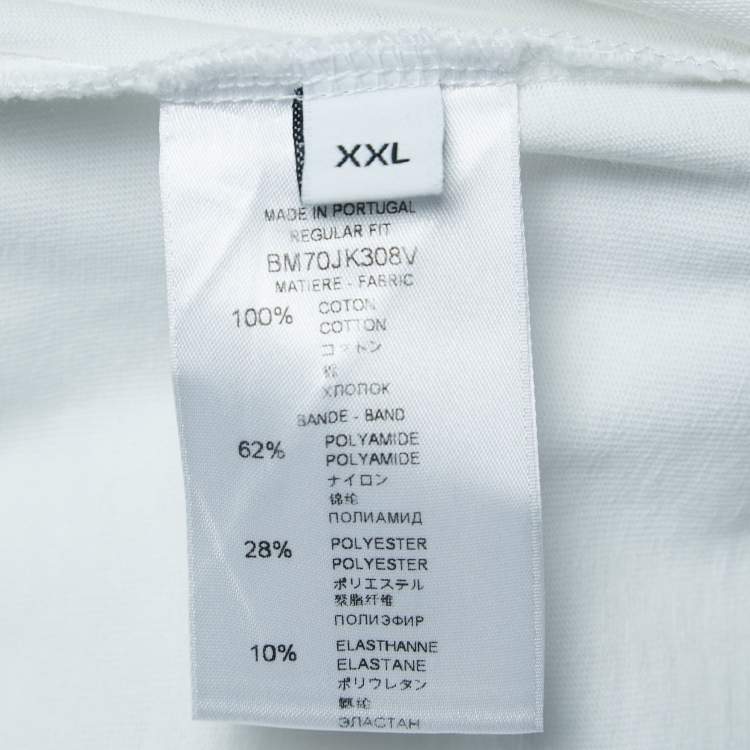 XXL
MADE IN PORTUGAL
REGULAR FIT
BM70JK308V
MATIERE - FABRIC
100% COTON
COTTON
コットン
棉
ХЛОПОК
BANDE - BAND
62% POLYAMIDE
POLYAMIDE
ナイロン
锦纶
ПОЛИАМИД
28% POLYESTER
POLYESTER
ポリエステル
聚脂纤维
ПОЛИЭФИР
10% ELASTHANNE
ELASTANE
ポリウレタン
氨纶
ЭЛАСТАН